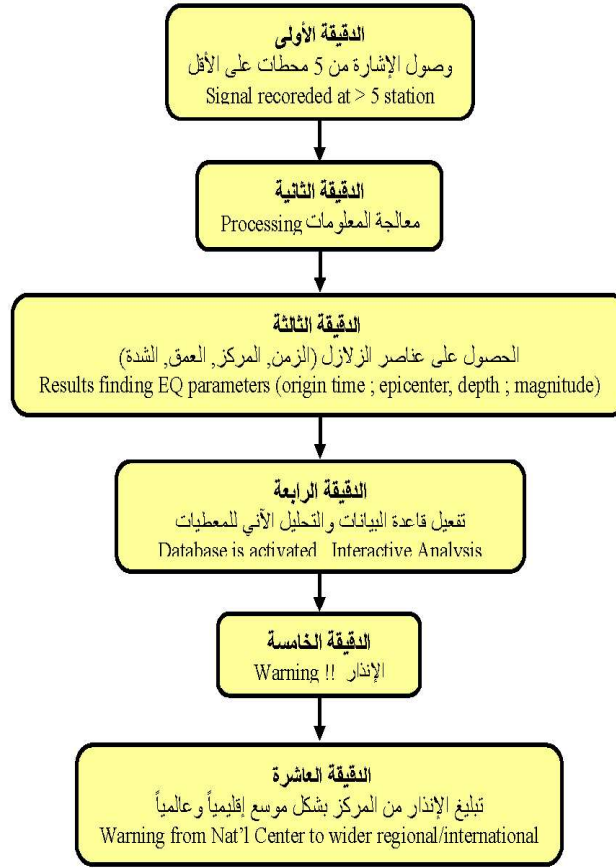 الدقيقة الأولى
وصول الإشارة من 5 محطات على الأقل
Signal recoreded at > 5 station
الدقيقة الثانية
معالجة المعلومات Processing
الدقيقة الثالثة
الحصول على عناصر الزلازل (الزمن, المركز, العمق, الشدة)
Results finding EQ parameters (origin time ; epicenter, depth ; magnitude)
الدقيقة الرابعة
تفعيل قاعدة البيانات والتحليل الآني للمعطيات
Database is activated Interactive Analysis
الدقيقة الخامسة
الإنذار Warning !!
الدقيقة العاشرة
تبليغ الإنذار من المركز بشكل موسع إقليمياً وعالمياً
Warning from Nat'l Center to wider regional/international